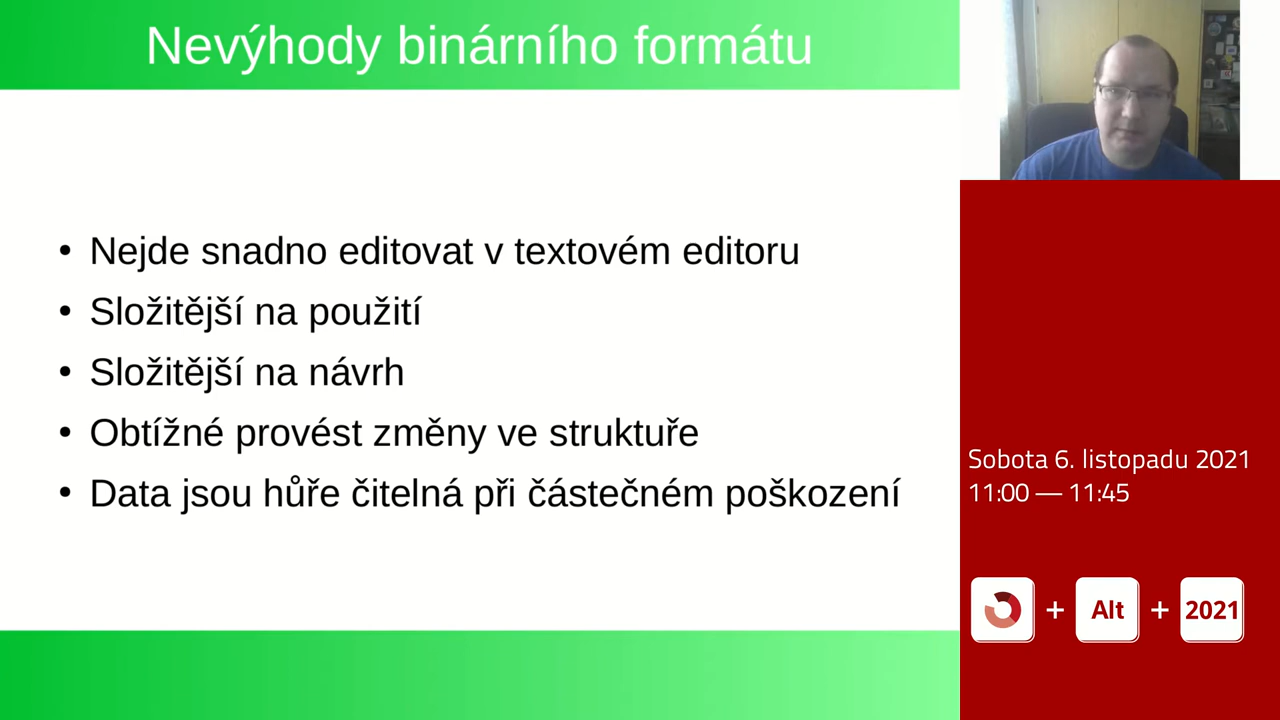 Nevýhody binárního formátu
Nejde snadno editovat v textovém editoru
Složitější na použití
Složitější na návrh
Obtížné provést změny ve struktuře
Data jsou hůře čitelná při částečném poškození
Sobota 6. listopadu 2021
11:00 — 11:45
+ Alt + 2021